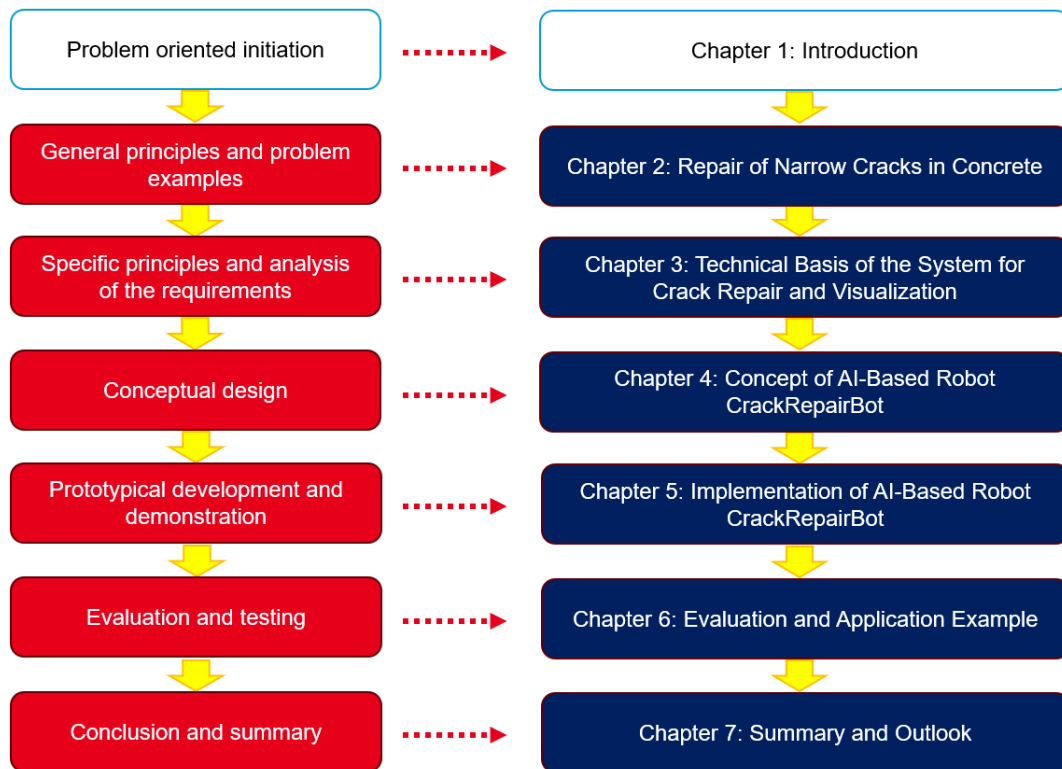 Problem oriented initiation
Chapter 1: Introduction
General principles and problem
examples
Chapter 2: Repair of Narrow Cracks in Concrete
Specific principles and analysis
of the requirements
Chapter 3: Technical Basis of the System for
Crack Repair and Visualization
Conceptual design
Chapter 4: Concept of AI-Based Robot
CrackRepairBot
Prototypical development and
demonstration
Chapter 5: Implementation of AI-Based Robot
CrackRepairBot
Evaluation and testing
Chapter 6: Evaluation and Application Example
Conclusion and summary
Chapter 7: Summary and Outlook